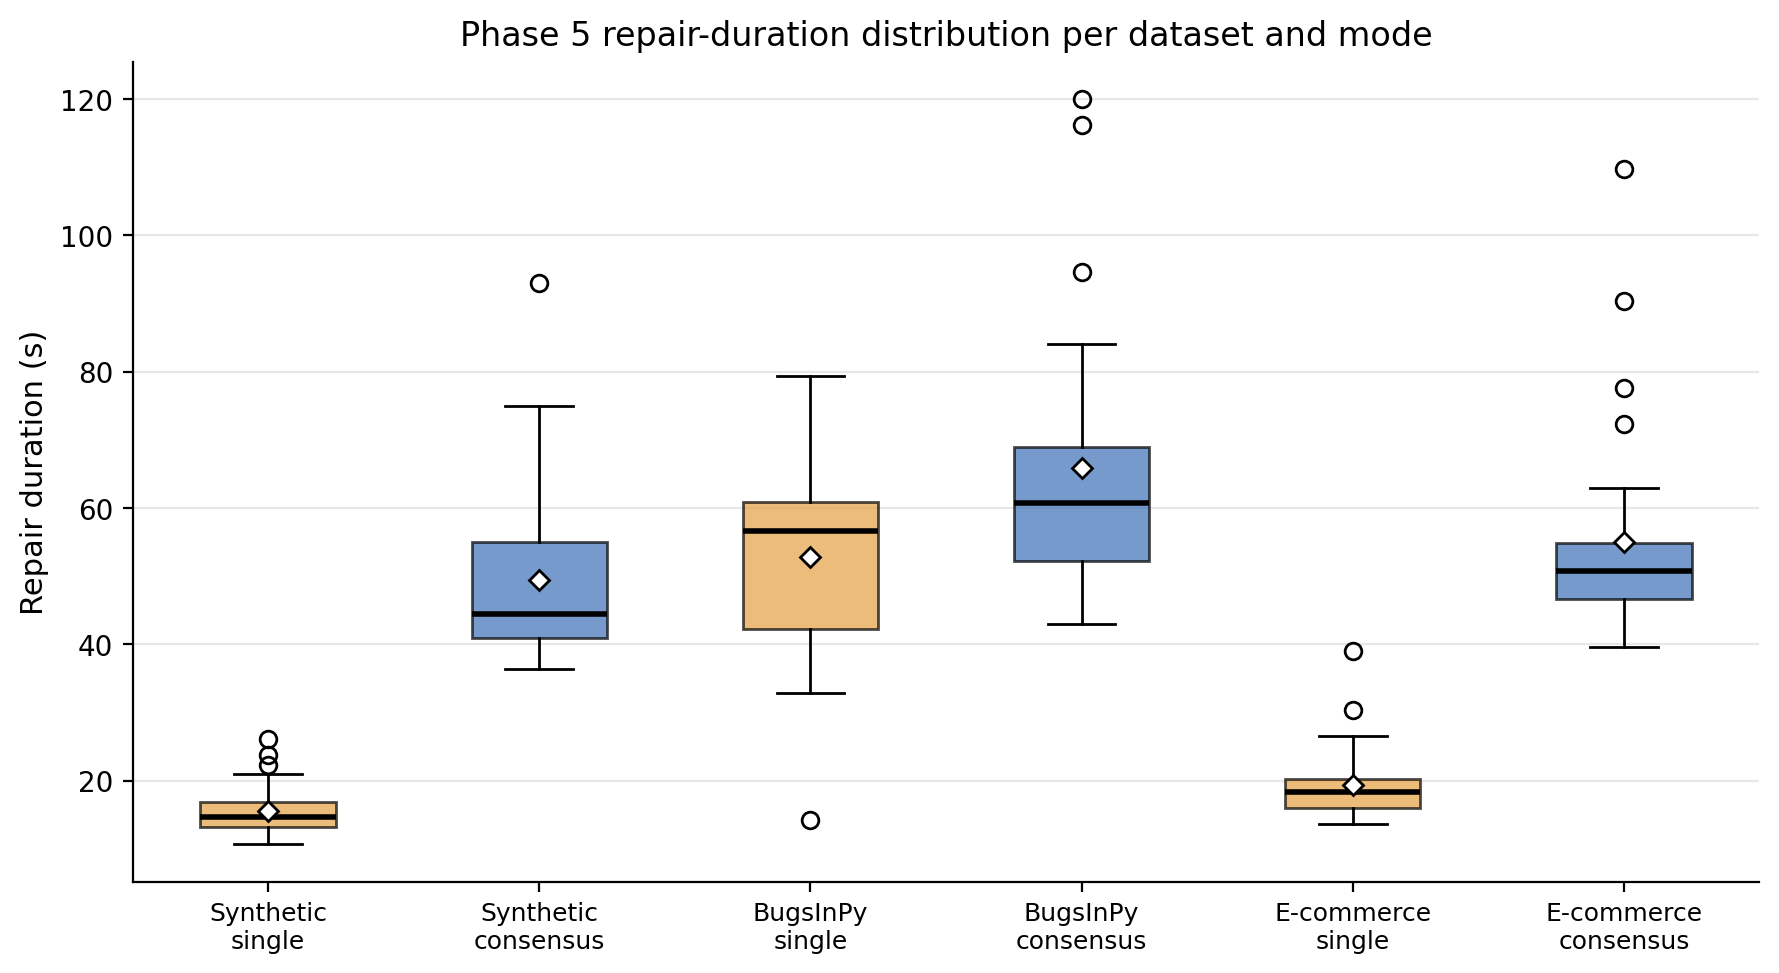 Phase 5 repair-duration distribution per dataset and mode
Repair duration (s)
120
100
80
60
40
20
Synthetic
single
Synthetic
consensus
BugsInPy
single
BugsInPy
consensus
E-commerce
single
E-commerce
consensus